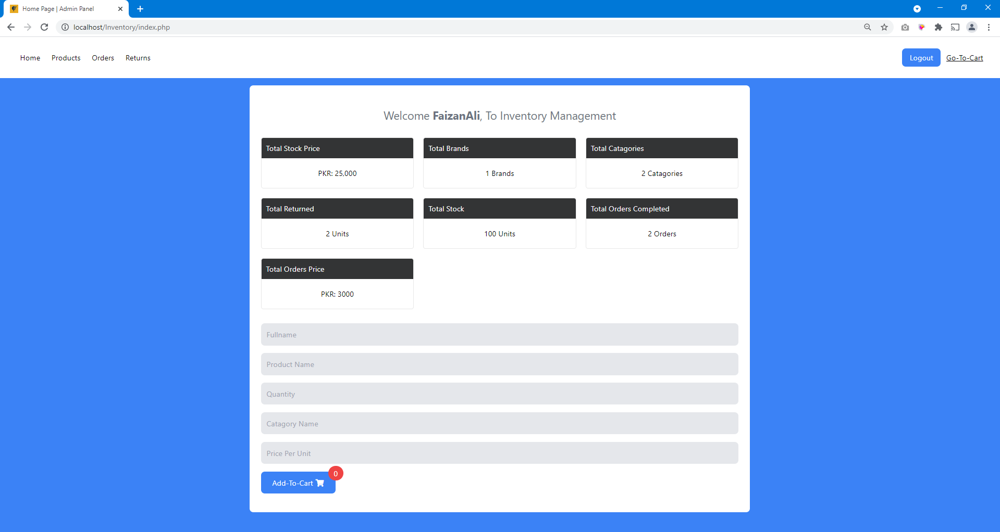 Home Page | Admin Panel
localhost/Inventory/index.php
Home Products Orders Returns Logout Go-To-Cart
Welcome FaizanAli, To Inventory Management
Total Stock Price Total Brands Total Catagories
PKR: 25,000 1 Brands 2 Catagories
Total Returned Total Stock Total Orders Completed
2 Units 100 Units 2 Orders
Total Orders Price
PKR: 3000
Fullname
Product Name
Quantity
Catagory Name
Price Per Unit
0
Add-To-Cart